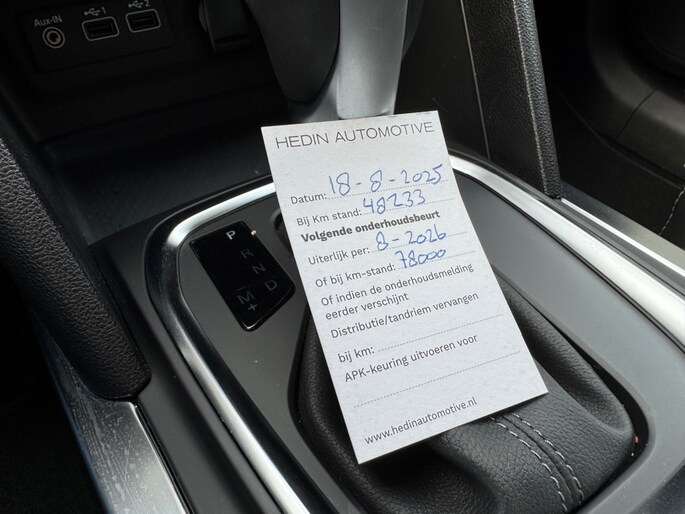 Aux-IN 1 2
HEDIN AUTOMOTIVE
Datum: 18-8-2025
Bij Km stand: 48233
Volgende onderhoudsbeurt
Uiterlijk per: 8-2026
Of bij km-stand: 78000
Of indien de onderhoudsmelding
eerder verschijnt
Distributie/tandriem vervangen
bij km:
APK-keuring uitvoeren voor
www.hedinautomotive.nl
P
R
N
D
M
+